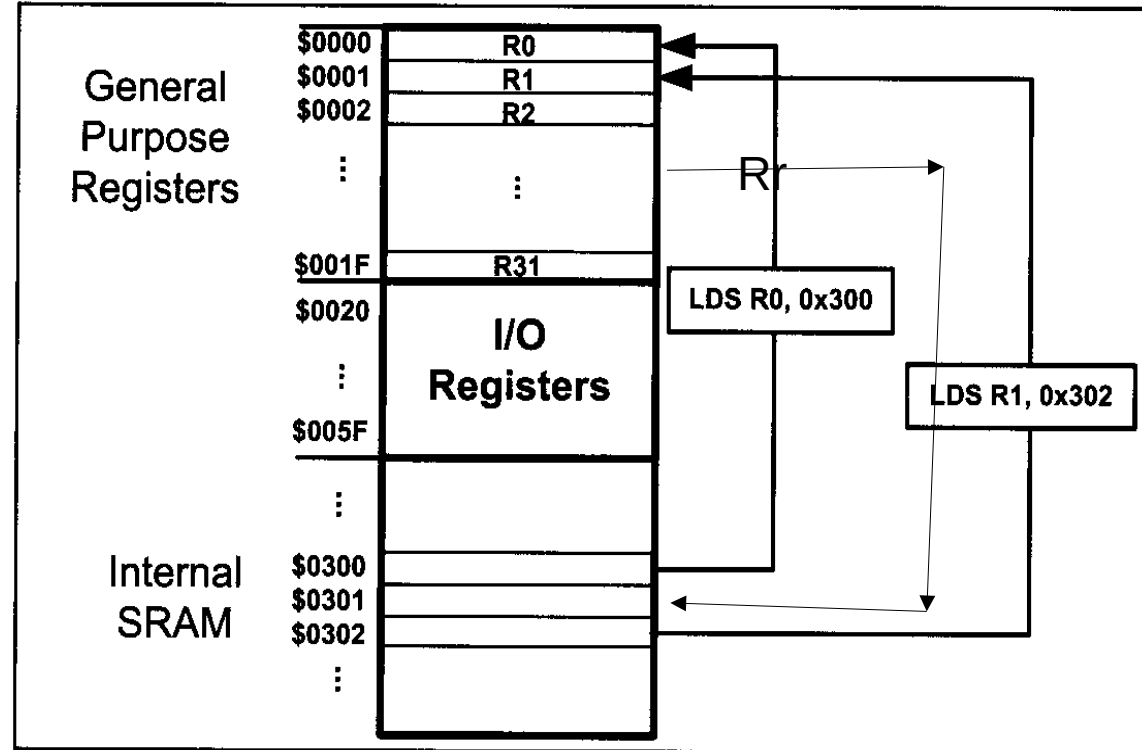 General
Purpose
Registers
$0000
R0
$0001
R1
$0002
R2
⋮
⋮
Rr
$001F
R31
LDS R0, 0x300
$0020
I/O
Registers
⋮
LDS R1, 0x302
$005F
⋮
Internal
SRAM
$0300
$0301
$0302
⋮